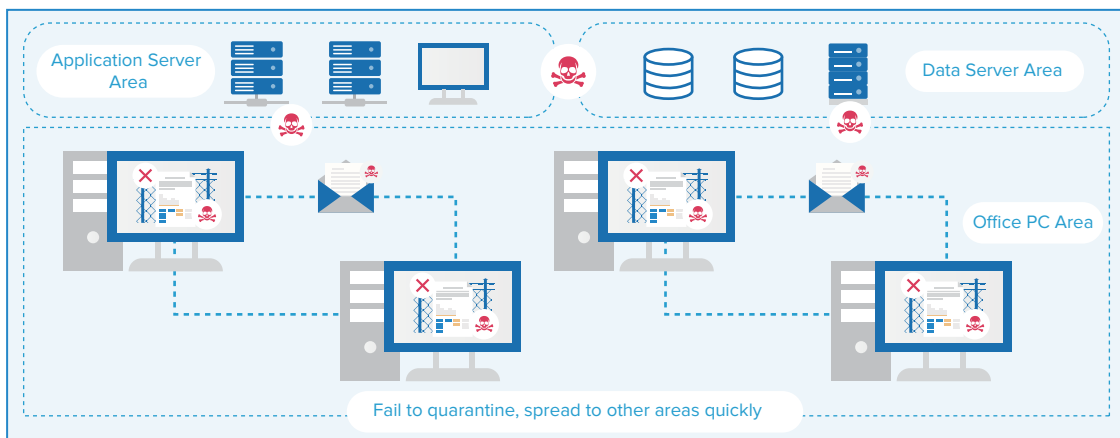 Application Server
Area
Data Server Area
Office PC Area
Fail to quarantine, spread to other areas quickly